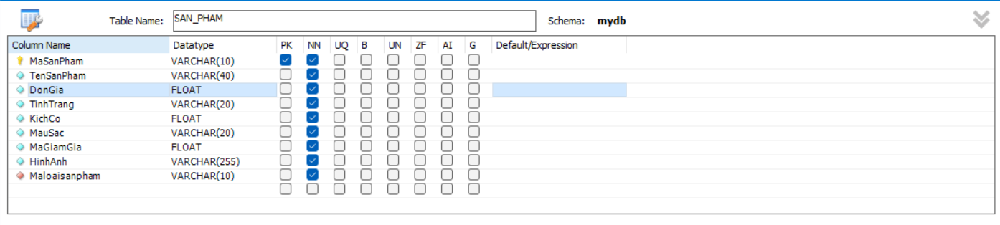 Table Name: SAN_PHAM Schema: mydb
Column Name Datatype PK NN UQ B UN ZF AI G Default/Expression
MaSanPham VARCHAR(10)
TenSanPham VARCHAR(40)
DonGia FLOAT
TinhTrang VARCHAR(20)
KichCo FLOAT
MauSac VARCHAR(20)
MaGiamGia FLOAT
HinhAnh VARCHAR(255)
Maloaisanpham VARCHAR(10)